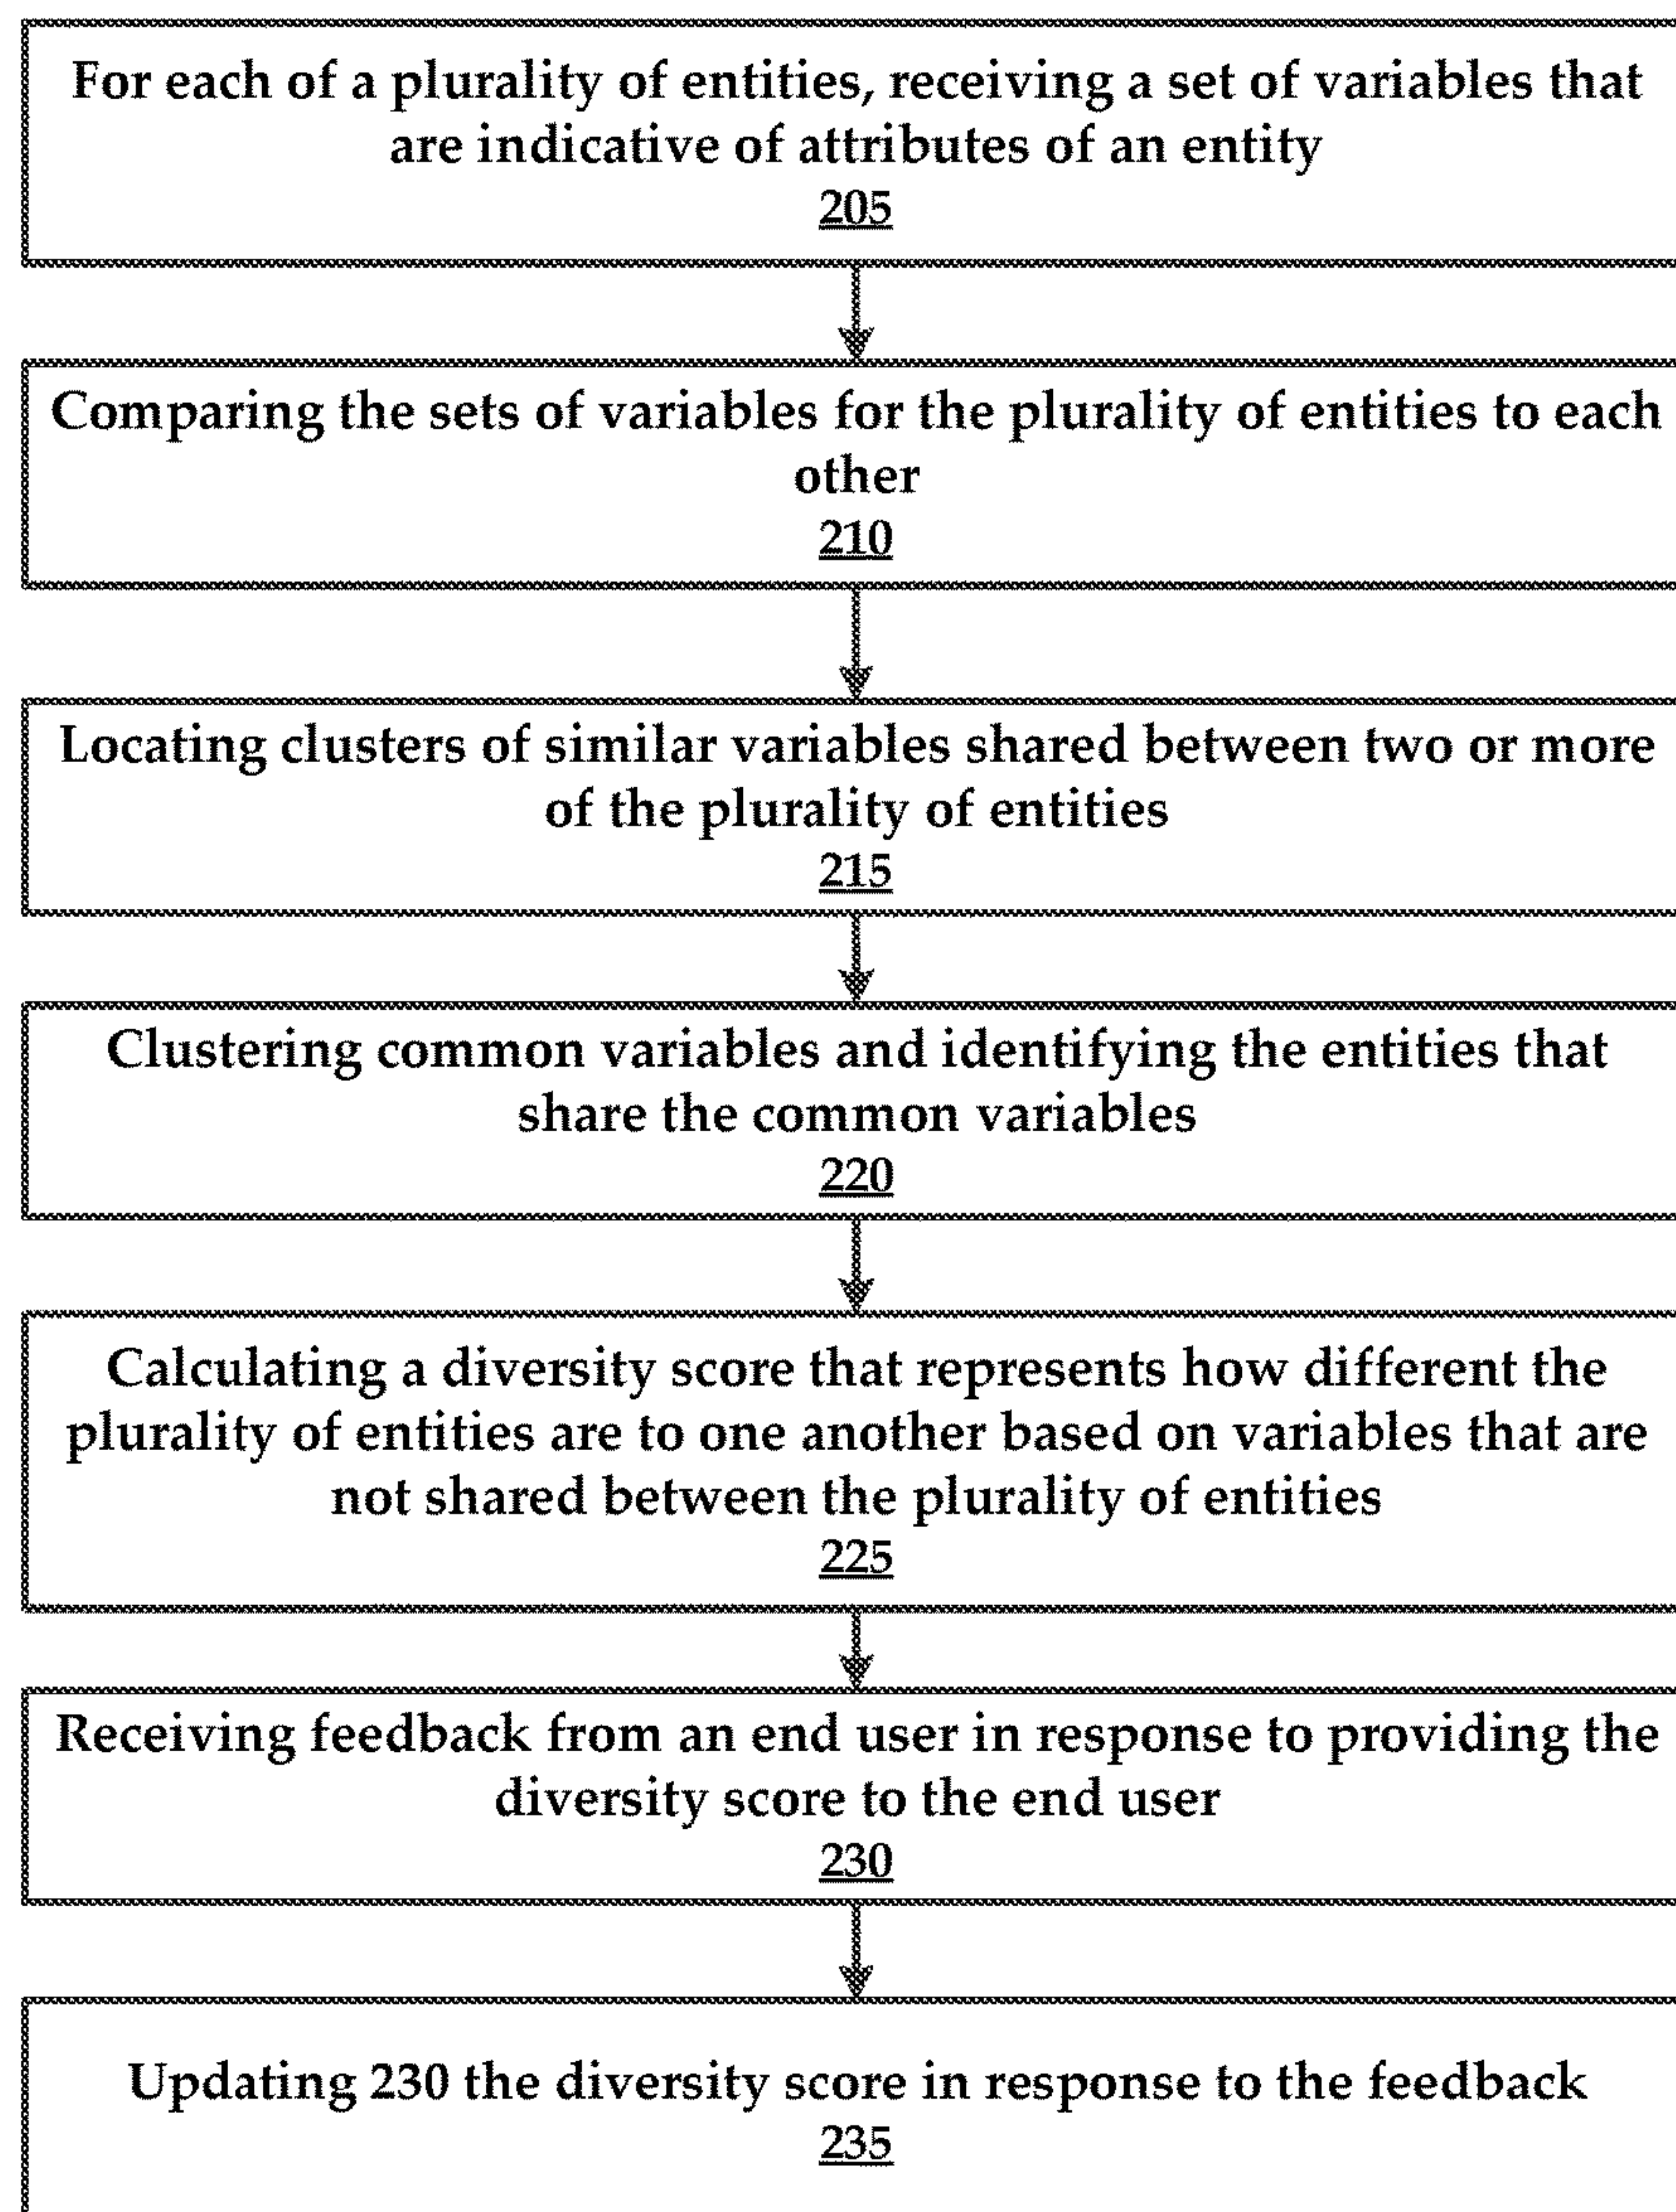 For each of a plurality of entities, receiving a set of variables that
are indicative of attributes of an entity
205
Comparing the sets of variables for the plurality of entities to each
other
210
Locating clusters of similar variables shared between two or more
of the plurality of entities
215
Clustering common variables and identifying the entities that
share the common variables
220
Calculating a diversity score that represents how different the
plurality of entities are to one another based on variables that are
not shared between the plurality of entities
225
Receiving feedback from an end user in response to providing the
diversity score to the end user
230
Updating 230 the diversity score in response to the feedback
235